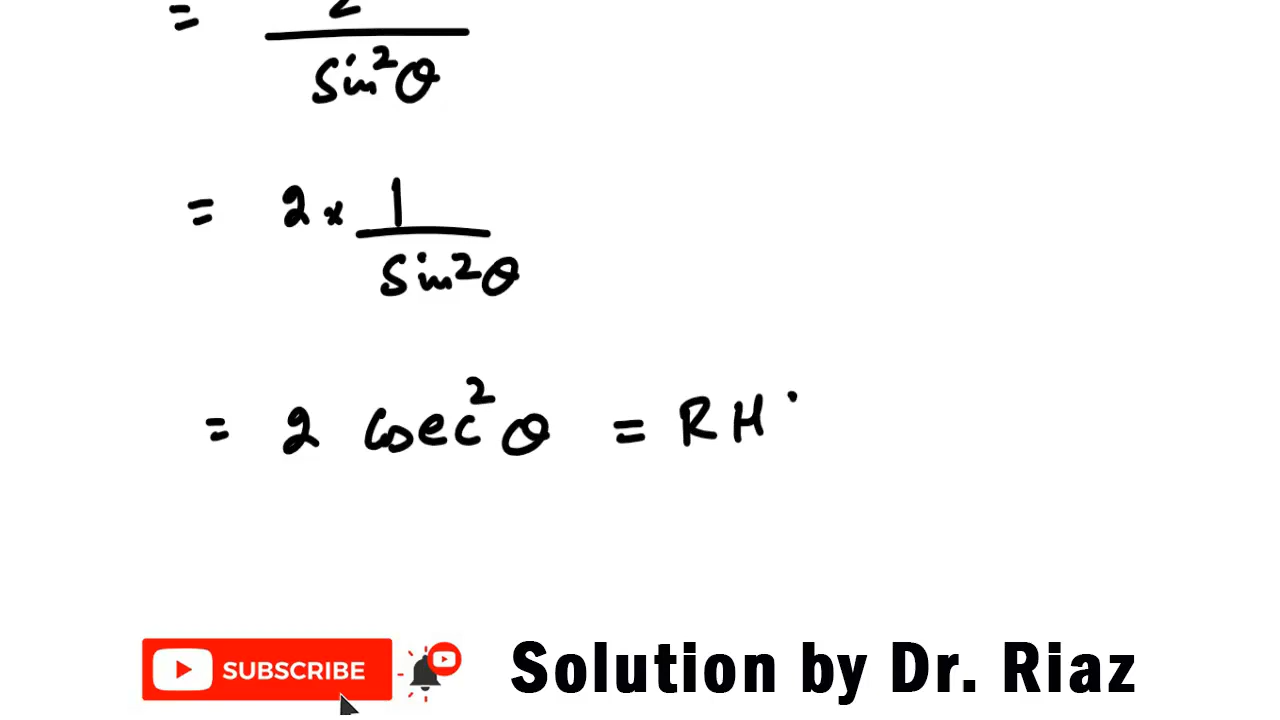 = 2
sin²θ
= 2 × 1
sin²θ
= 2 cosec²θ = RH
SUBSCRIBE
Solution by Dr. Riaz